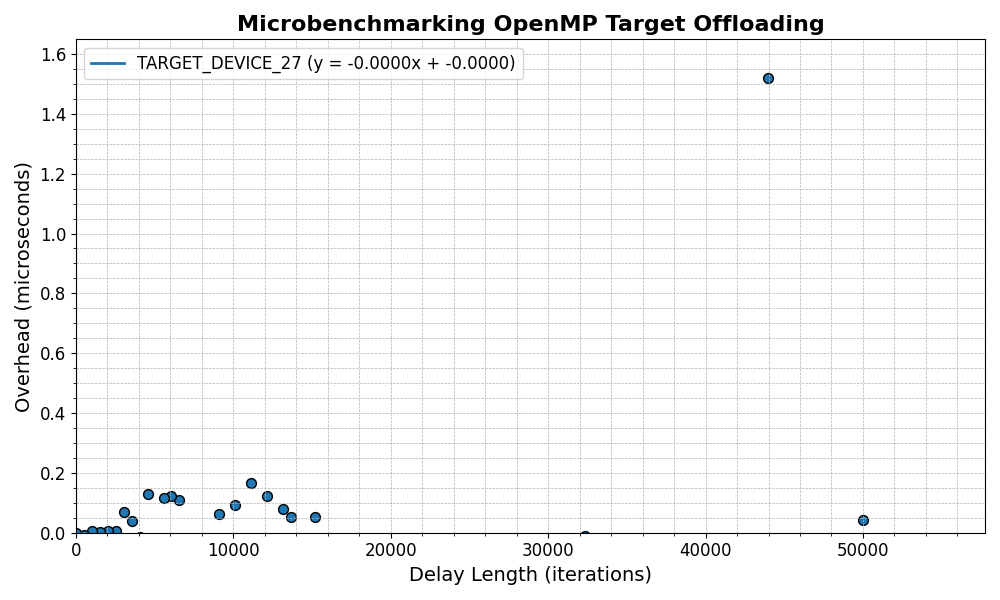 Microbenchmarking OpenMP Target Offloading
TARGET_DEVICE_27 (y = -0.0000x + -0.0000)
Overhead (microseconds)
1.6
1.4
1.2
1.0
0.8
0.6
0.4
0.2
0.0
0 10000 20000 30000 40000 50000
Delay Length (iterations)